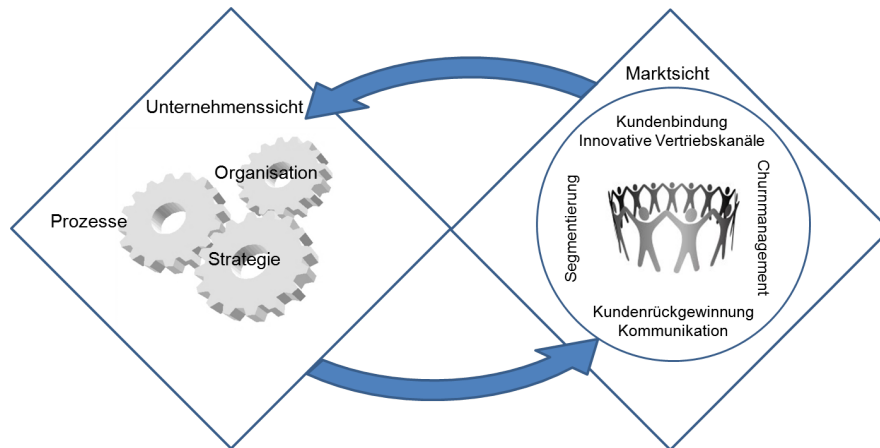 Unternehmenssicht
Organisation
Prozesse
Strategie
Marktsicht
Kundenbindung
Innovative Vertriebskanäle
Segmentierung
Churnmanagement
Kundenrückgewinnung
Kommunikation